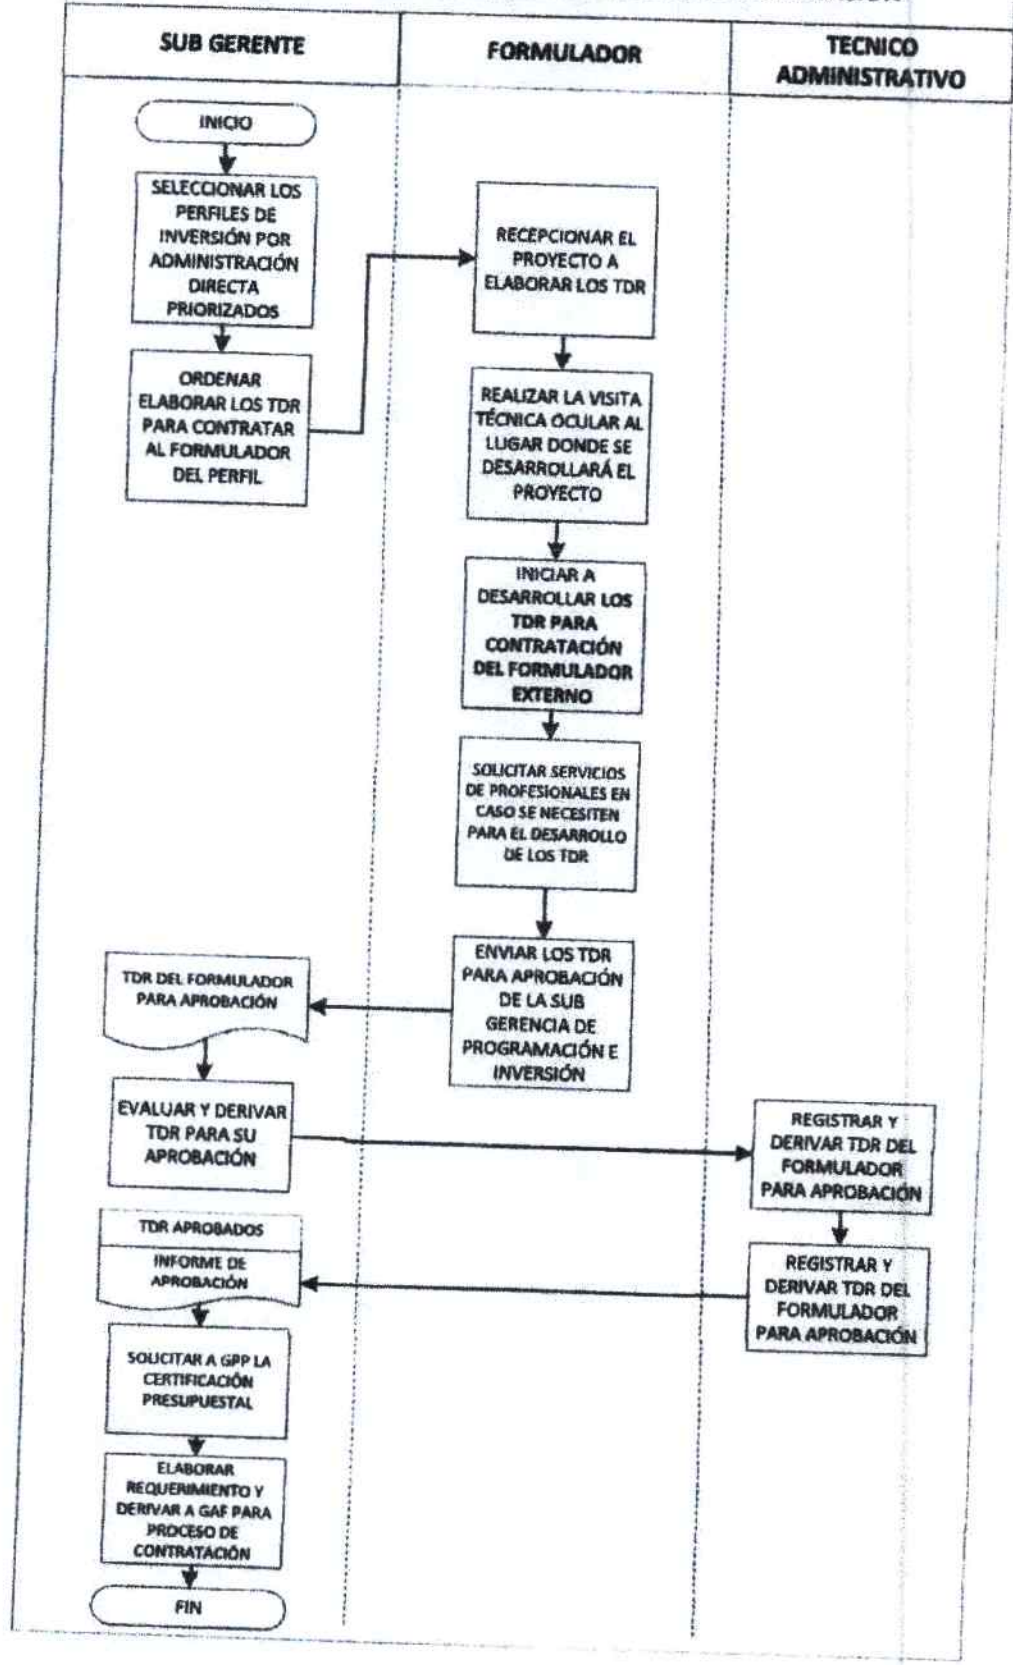 SUB GERENTE
FORMULADOR
TECNICO
ADMINISTRATIVO
INICIO
SELECCIONAR LOS
PERFILES DE
INVERSIÓN POR
ADMINISTRACIÓN
DIRECTA
PRIORIZADOS
ORDENAR
ELABORAR LOS TDR
PARA CONTRATAR
AL FORMULADOR
DEL PERFIL
RECEPCIONAR EL
PROYECTO A
ELABORAR LOS TDR
REALIZAR LA VISITA
TÉCNICA OCULAR AL
LUGAR DONDE SE
DESARROLLARÁ EL
PROYECTO
INICIAR A
DESARROLLAR LOS
TDR PARA
CONTRATACIÓN
DEL FORMULADOR
EXTERNO
SOLICITAR SERVICIOS
DE PROFESIONALES EN
CASO SE NECESITEN
PARA EL DESARROLLO
DE LOS TDR
ENVIAR LOS TDR
PARA APROBACIÓN
DE LA SUB
GERENCIA DE
PROGRAMACIÓN E
INVERSIÓN
TDR DEL FORMULADOR
PARA APROBACIÓN
EVALUAR Y DERIVAR
TDR PARA SU
APROBACIÓN
REGISTRAR Y
DERIVAR TDR DEL
FORMULADOR
PARA APROBACIÓN
REGISTRAR Y
DERIVAR TDR DEL
FORMULADOR
PARA APROBACIÓN
TDR APROBADOS
INFORME DE
APROBACIÓN
SOLICITAR A GPP LA
CERTIFICACIÓN
PRESUPUESTAL
ELABORAR
REQUERIMIENTO Y
DERIVAR A GAF PARA
PROCESO DE
CONTRATACIÓN
FIN